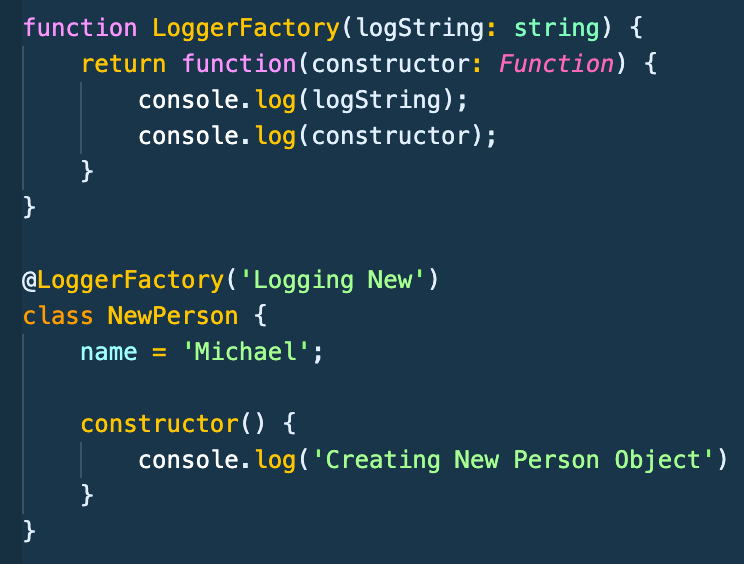 function LoggerFactory(logString: string) {
    return function(constructor: Function) {
        console.log(logString);
        console.log(constructor);
    }
}

@LoggerFactory('Logging New')
class NewPerson {
    name = 'Michael';

    constructor() {
        console.log('Creating New Person Object')
    }
}